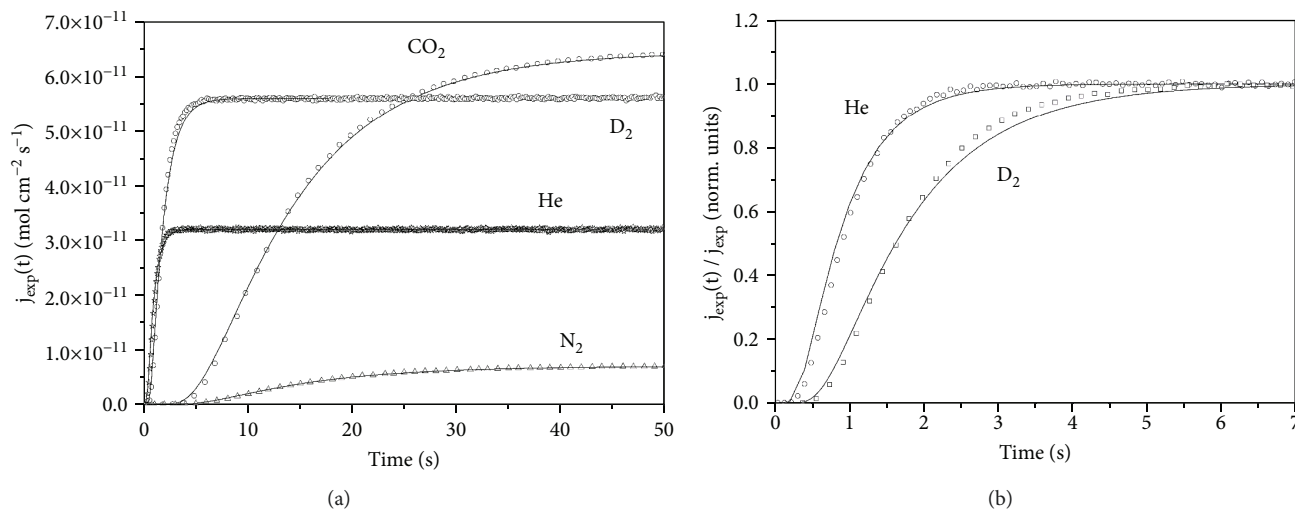 7.0×10⁻¹¹
6.0×10⁻¹¹
5.0×10⁻¹¹
4.0×10⁻¹¹
3.0×10⁻¹¹
2.0×10⁻¹¹
1.0×10⁻¹¹
0.0
j_exp(t) (mol cm⁻² s⁻¹)
CO₂
D₂
He
N₂
0 10 20 30 40 50
Time (s)
(a)
1.2
1.0
0.8
0.6
0.4
0.2
0.0
j_exp(t) / j_exp (norm. units)
He
D₂
0 1 2 3 4 5 6 7
Time (s)
(b)